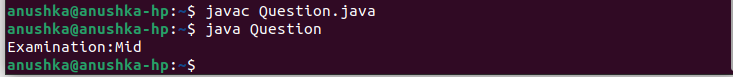 anushka@anushka-hp:~$ javac Question.java
anushka@anushka-hp:~$ java Question
Examination:Mid
anushka@anushka-hp:~$